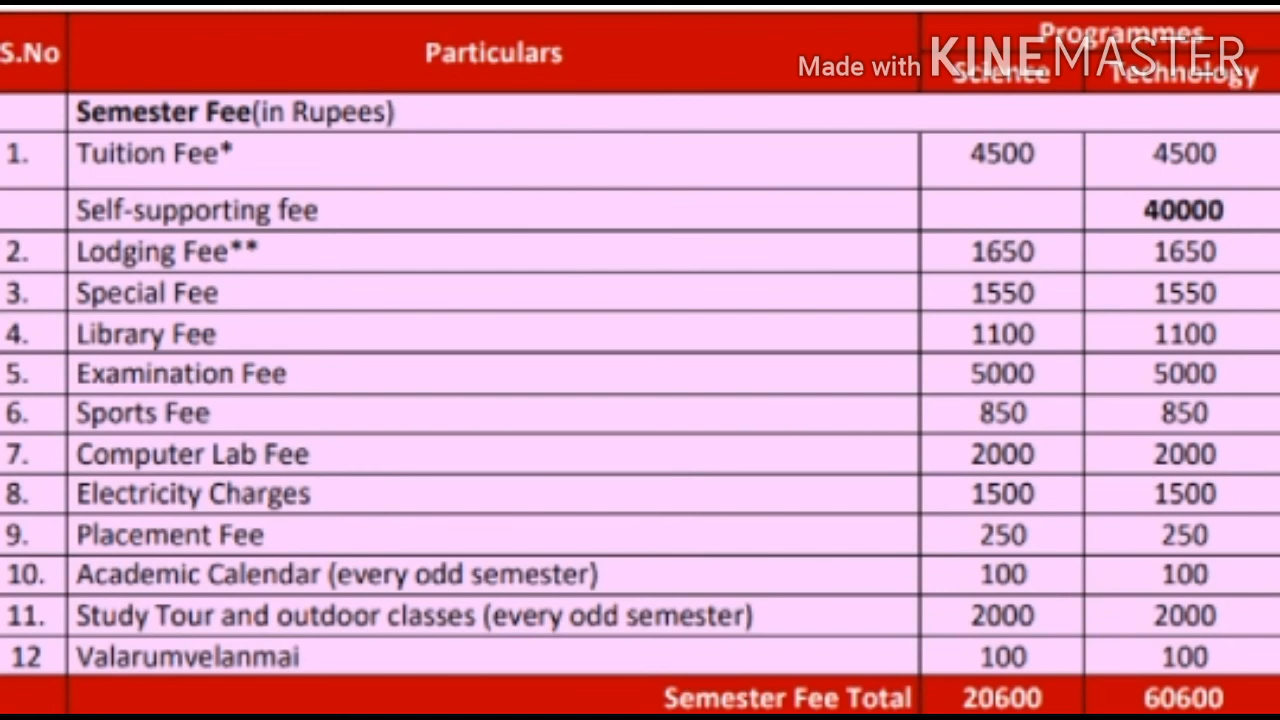 Programmes
S.No Particulars
Made with KINEMASTER
Science Technology
Semester Fee(in Rupees)
1. Tuition Fee* 4500 4500
Self-supporting fee 40000
2. Lodging Fee** 1650 1650
3. Special Fee 1550 1550
4. Library Fee 1100 1100
5. Examination Fee 5000 5000
6. Sports Fee 850 850
7. Computer Lab Fee 2000 2000
8. Electricity Charges 1500 1500
9. Placement Fee 250 250
10. Academic Calendar (every odd semester) 100 100
11. Study Tour and outdoor classes (every odd semester) 2000 2000
12 Valarumvelanmai 100 100
Semester Fee Total 20600 60600